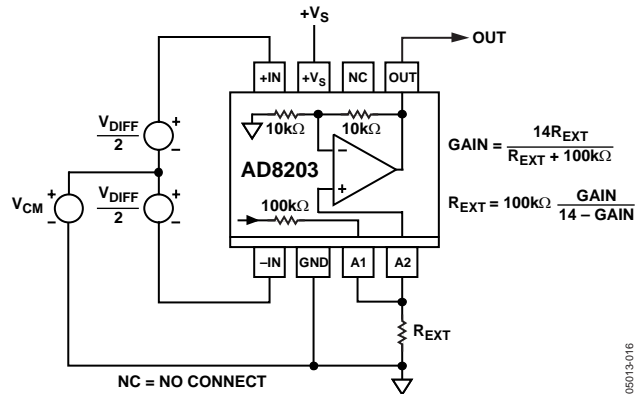 +VS
OUT
+IN
+VS
NC
OUT
10kΩ
10kΩ
VDIFF
2
+
−
−
+
AD8203
GAIN = 14REXT / REXT + 100kΩ
REXT = 100kΩ GAIN / 14 – GAIN
VCM
+
−
VDIFF
2
+
−
100kΩ
–IN
GND
A1
A2
REXT
NC = NO CONNECT
05013-016